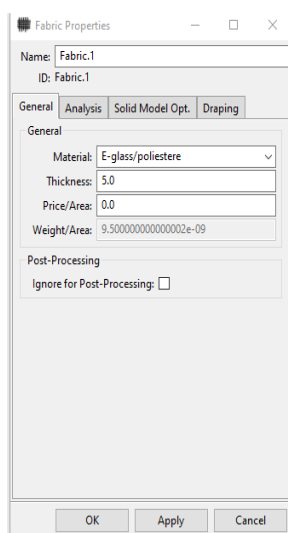 Fabric Properties
Name: Fabric.1
ID: Fabric.1
General Analysis Solid Model Opt. Draping
General
Material: E-glass/poliestere
Thickness: 5.0
Price/Area: 0.0
Weight/Area: 9.500000000000002e-09
Post-Processing
Ignore for Post-Processing:
OK Apply Cancel